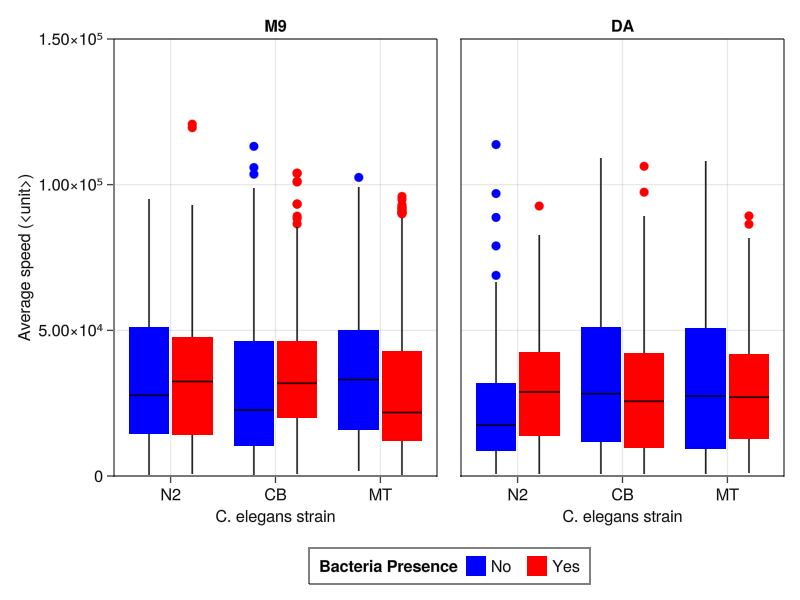 M9 DA
1.50×10⁵
1.00×10⁵
5.00×10⁴
0
Average speed (<unit>)
N2 CB MT N2 CB MT
C. elegans strain C. elegans strain
Bacteria Presence No Yes